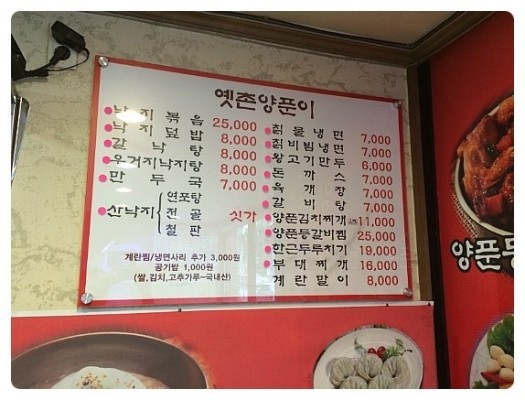 옛촌양푼이
낙지볶음 25,000
낙지덮밥 8,000
갈낙탕 8,000
우거지낙지탕 8,000
만두국 7,000
산낙지 연포탕 전골 철판 싯가
계란찜/냉면사리 추가 3,000원
공기밥 1,000원
(쌀,김치,고추가루-국내산)
칡물냉면 7,000
칡비빔냉면 7,000
왕고기만두 6,000
돈까스 7,000
육개장 7,000
갈비탕 7,000
양푼김치찌개 11,000
양푼등갈비찜 25,000
한근두루치기 19,000
부대찌개 16,000
계란말이 8,000
양푼